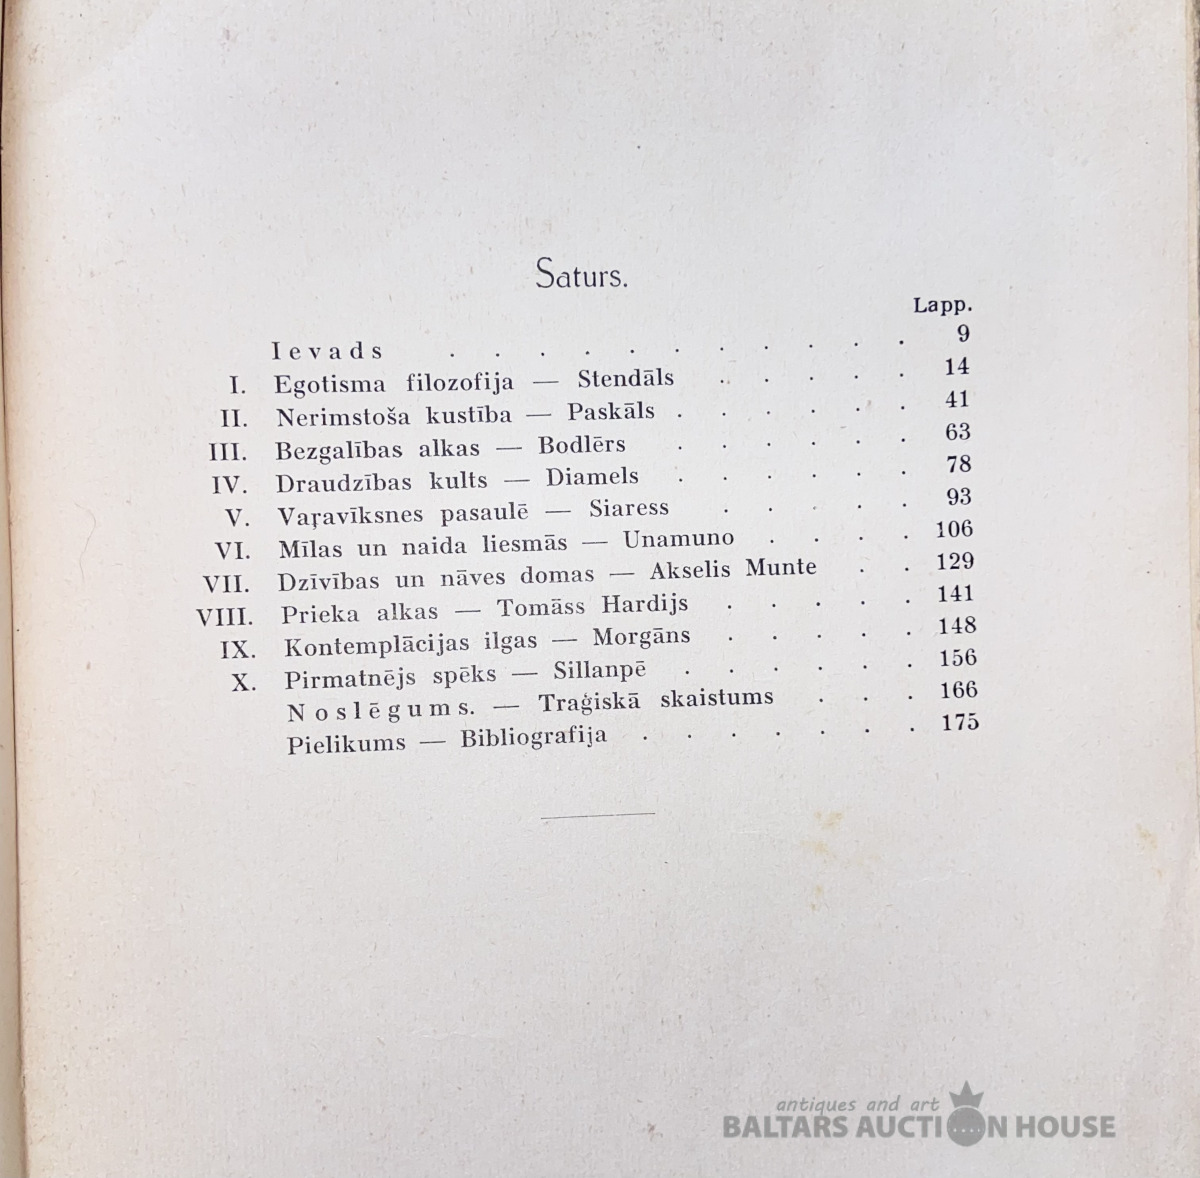 Saturs.
Lapp.
Ievads . . . . . . . . . . . 9
I. Egotisma filozofija — Stendāls . . . . . 14
II. Nerimstoša kustība — Paskāls . . . . . . 41
III. Bezgalības alkas — Bodlērs . . . . . . 63
IV. Draudzības kults — Diamels . . . . . . 78
V. Vaŗavīksnes pasaulē — Siaress . . . . . 93
VI. Mīlas un naida liesmās — Unamuno . . . . 106
VII. Dzīvības un nāves domas — Akselis Munte . . 129
VIII. Prieka alkas — Tomāss Hardijs . . . . . 141
IX. Kontemplācijas ilgas — Morgāns . . . . . 148
X. Pirmatnējs spēks — Sillanpē . . . . . . 156
Noslēgums. — Traģiskā skaistums . . . 166
Pielikums — Bibliografija . . . . . . . 175
antiques and art
BALTARS AUCTION HOUSE